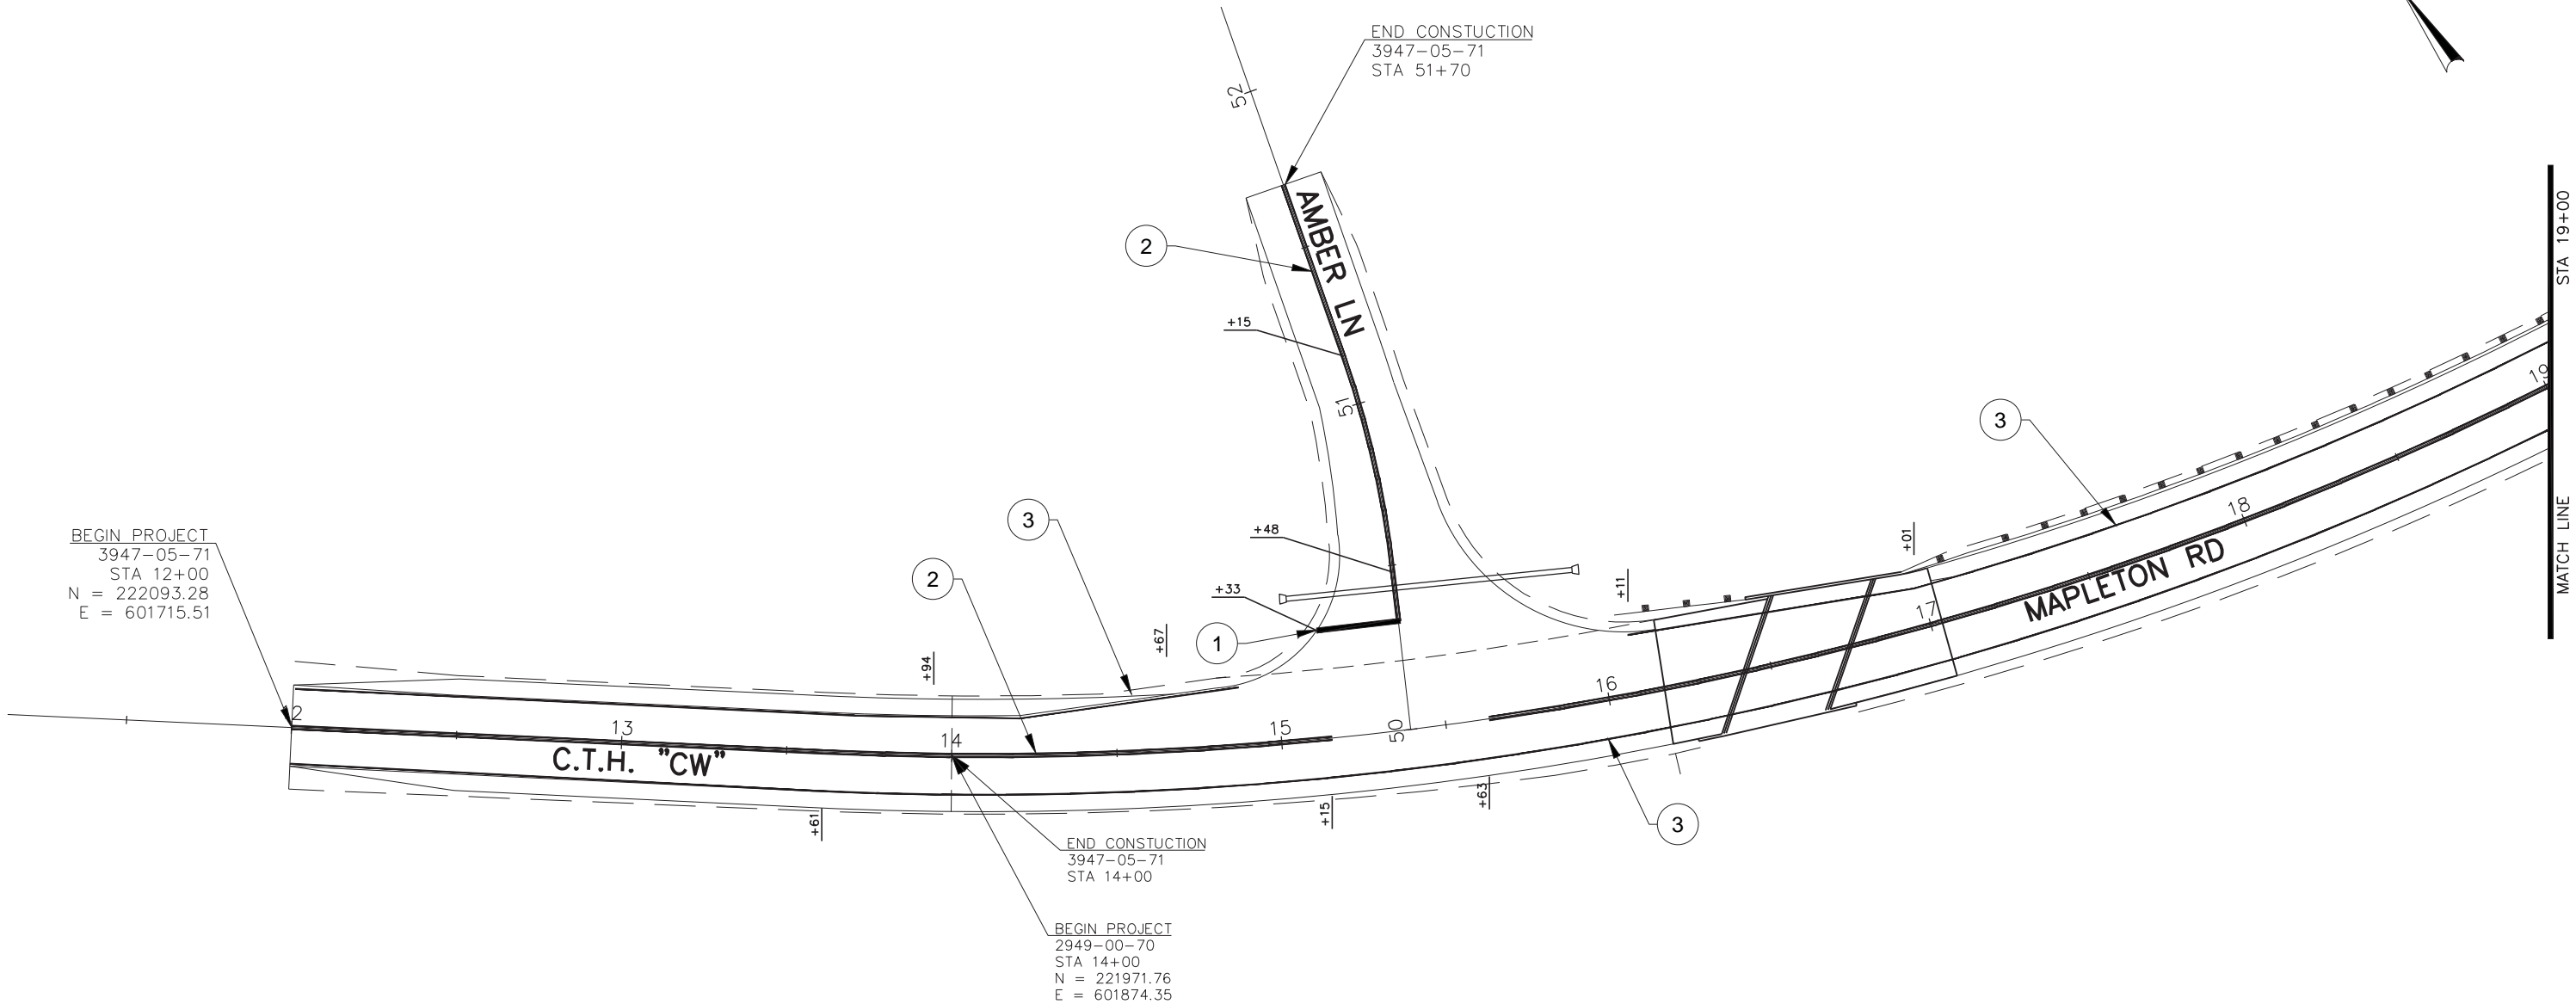 END CONSTUCTION
3947-05-71
STA 51+70
52
2
AMBER LN
+15
51
STA 19+00
19
3
18
MAPLETON RD
MATCH LINE
BEGIN PROJECT
3947-05-71
STA 12+00
N = 222093.28
E = 601715.51
3
2
+48
+33
1
+67
+94
+11
+01
17
16
2
13
14
15
50
C.T.H. "CW"
+61
+15
+63
3
END CONSTUCTION
3947-05-71
STA 14+00
BEGIN PROJECT
2949-00-70
STA 14+00
N = 221971.76
E = 601874.35